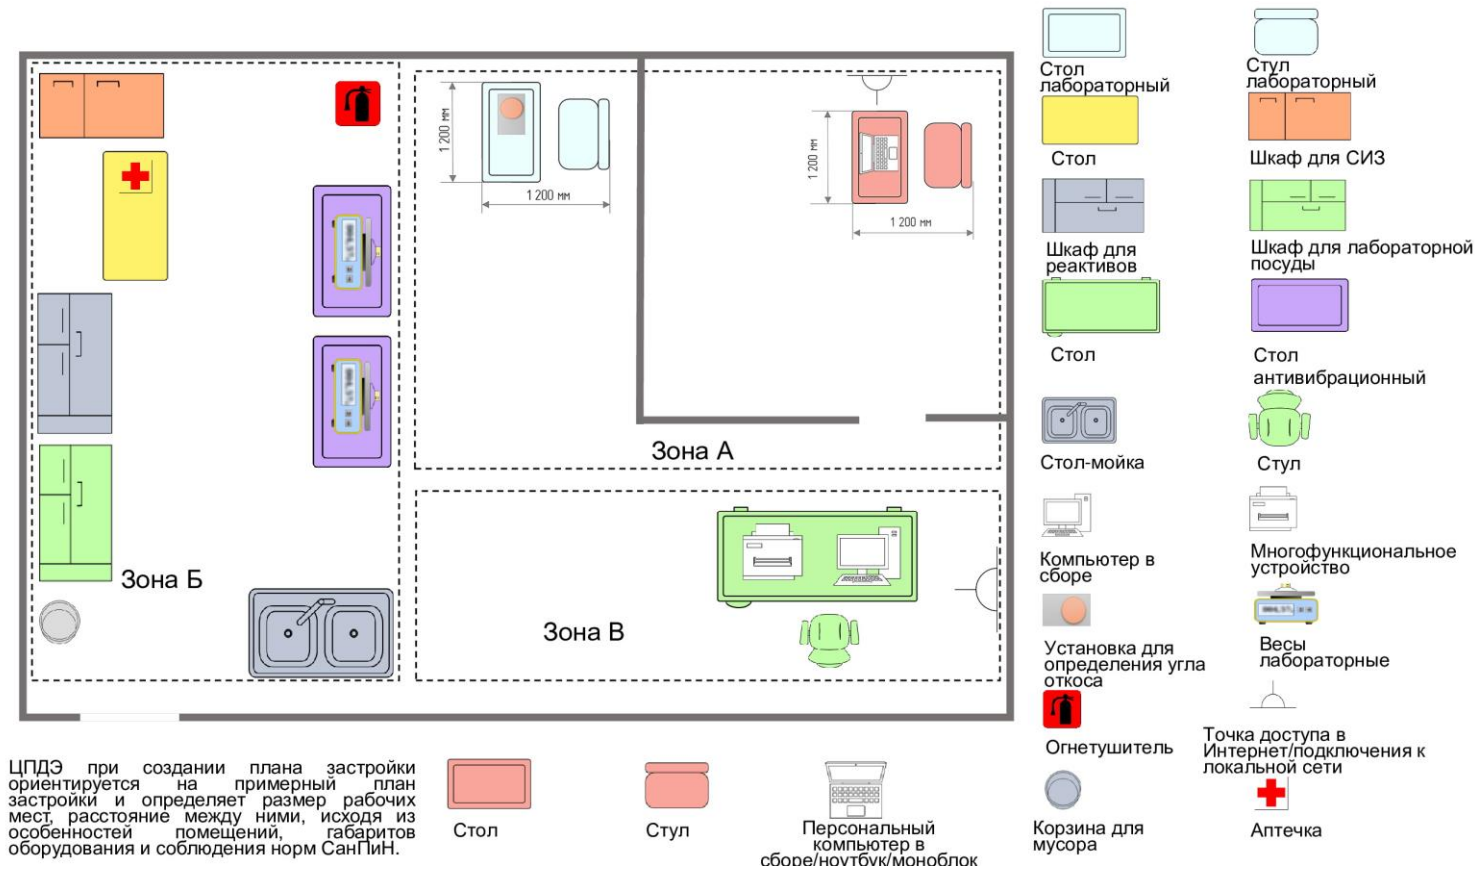 1 200 мм
1 200 мм
1 200 мм
1 200 мм
Зона А
Зона Б
Зона В
Стол
лабораторный
Стул
лабораторный
Стол
Шкаф для СИЗ
Шкаф для
реактивов
Шкаф для лабораторной
посуды
Стол
Стол
антивибрационный
Стол-мойка
Стул
Компьютер в
сборе
Многофункциональное
устройство
Установка для
определения угла
откоса
Весы
лабораторные
Огнетушитель
Точка доступа в
Интернет/подключения к
локальной сети
Корзина для
мусора
Аптечка
ЦПДЭ при создании плана застройки
ориентируется на примерный план
застройки и определяет размер рабочих
мест, расстояние между ними, исходя из
особенностей помещений, габаритов
оборудования и соблюдения норм СанПиН.
Стол
Стул
Персональный
компьютер в
сборе/ноутбук/моноблок